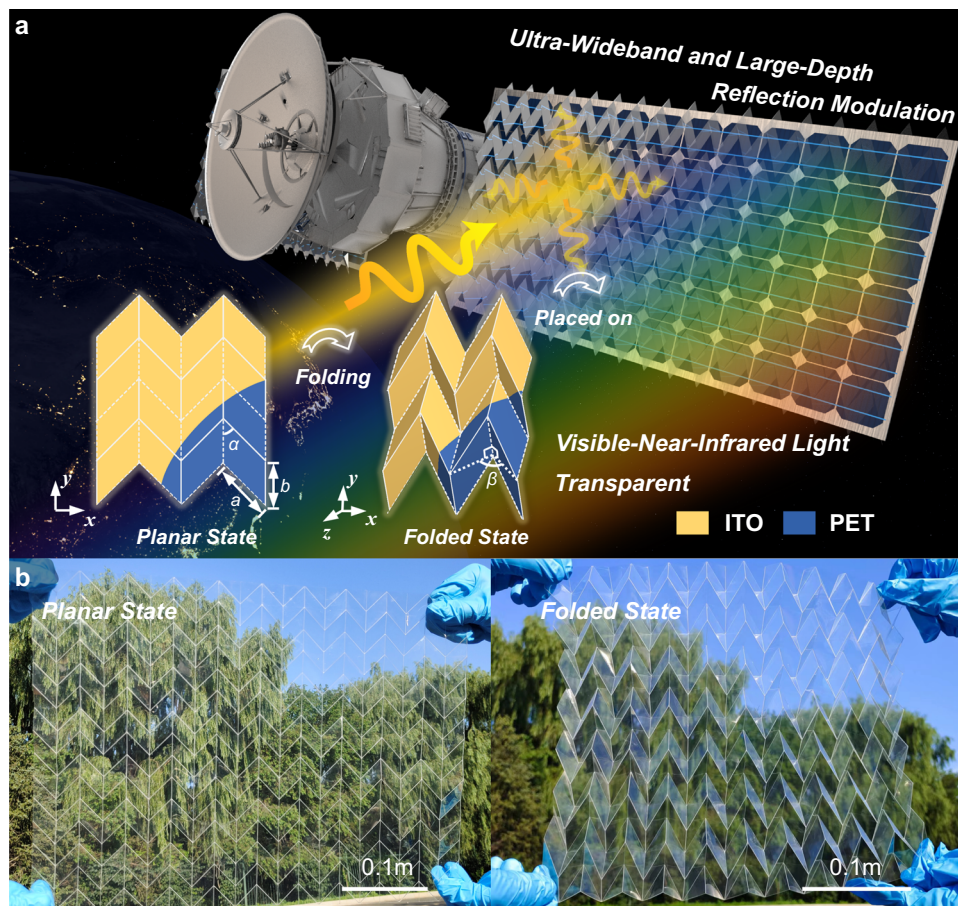 a
Ultra-Wideband and Large-Depth
Reflection Modulation
Placed on
Folding
α
a
b
β
y
x
y
x
z
Planar State
Folded State
Visible-Near-Infrared Light
Transparent
ITO
PET
b
Planar State
Folded State
0.1m
0.1m